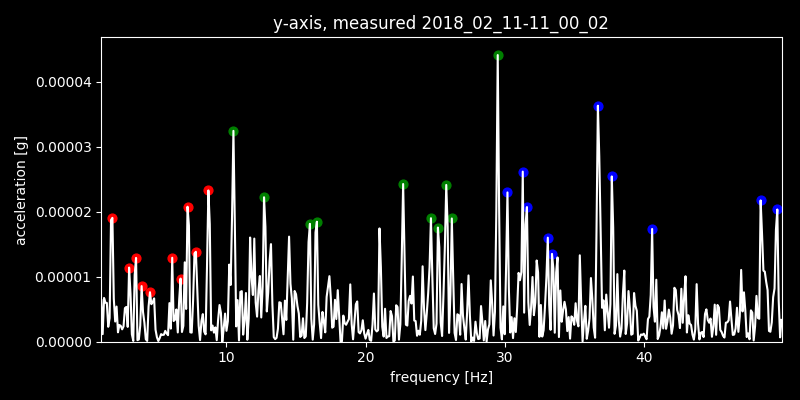 y-axis, measured 2018_02_11-11_00_02
acceleration [g]
0.00004
0.00003
0.00002
0.00001
0.00000
10 20 30 40
frequency [Hz]